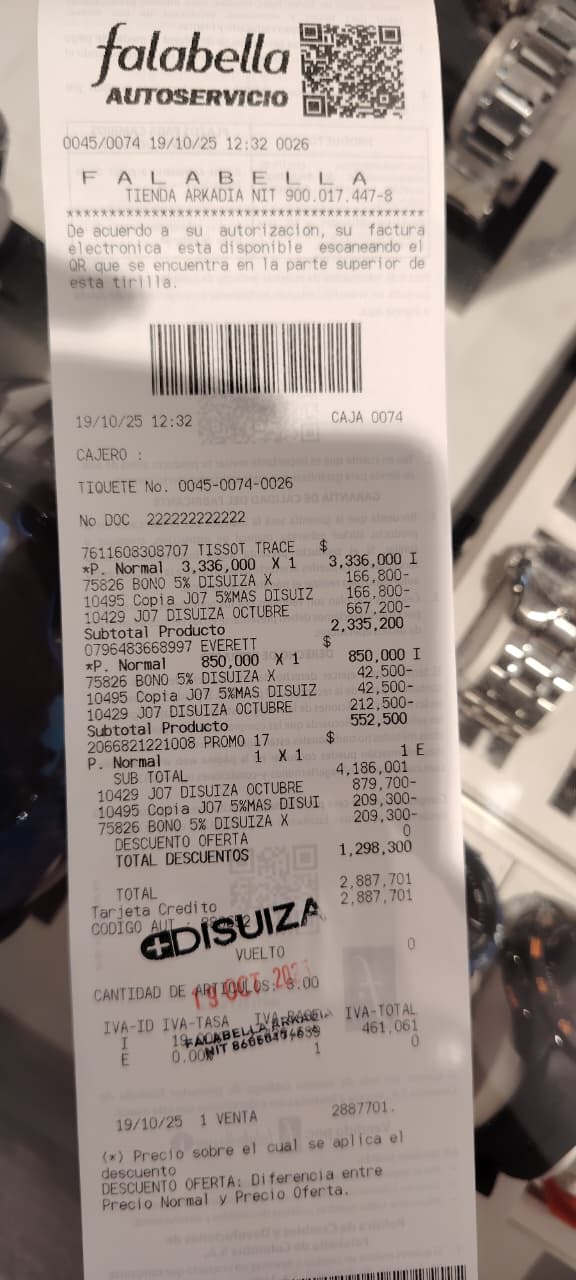 falabella
AUTOSERVICIO
0045/0074 19/10/25 12:32 0026
F A L A B E L L A
TIENDA ARKADIA NIT 900.017.447-8
****************************************
De acuerdo a su autorizacion, su factura
electronica esta disponible escaneando el
QR que se encuentra en la parte superior de
esta tirilla.
19/10/25 12:32 CAJA 0074
CAJERO :
TIQUETE No. 0045-0074-0026
No DOC 222222222222
7611608308707 TISSOT TRACE $
*P. Normal 3,336,000 X 1 3,336,000 I
75826 BONO 5% DISUIZA X 166,800-
10495 Copia J07 5%MAS DISUIZ 166,800-
10429 J07 DISUIZA OCTUBRE 667,200-
Subtotal Producto 2,335,200
0796483668997 EVERETT $
*P. Normal 850,000 X 1 850,000 I
75826 BONO 5% DISUIZA X 42,500-
10495 Copia J07 5%MAS DISUIZ 42,500-
10429 J07 DISUIZA OCTUBRE 212,500-
Subtotal Producto 552,500
2066821221008 PROMO 17 $
P. Normal 1 X 1 1 E
SUB TOTAL 4,186,001
10429 J07 DISUIZA OCTUBRE 879,700-
10495 Copia J07 5%MAS DISUI 209,300-
75826 BONO 5% DISUIZA X 209,300-
DESCUENTO OFERTA 0
TOTAL DESCUENTOS 1,298,300
TOTAL 2,887,701
Tarjeta Credito 2,887,701
CODIGO AUT :
DISUIZA
VUELTO 0
CANTIDAD DE ARTICULOS: 3.00
19 OCT 202
IVA-ID IVA-TASA IVA-BASE IVA-TOTAL
I 19 461,061
FALABELLA ARKADIA
NIT
E 0.00% 1 0
19/10/25 1 VENTA 2887701.
(*) Precio sobre el cual se aplica el
descuento
DESCUENTO OFERTA: Diferencia entre
Precio Normal y Precio Oferta.